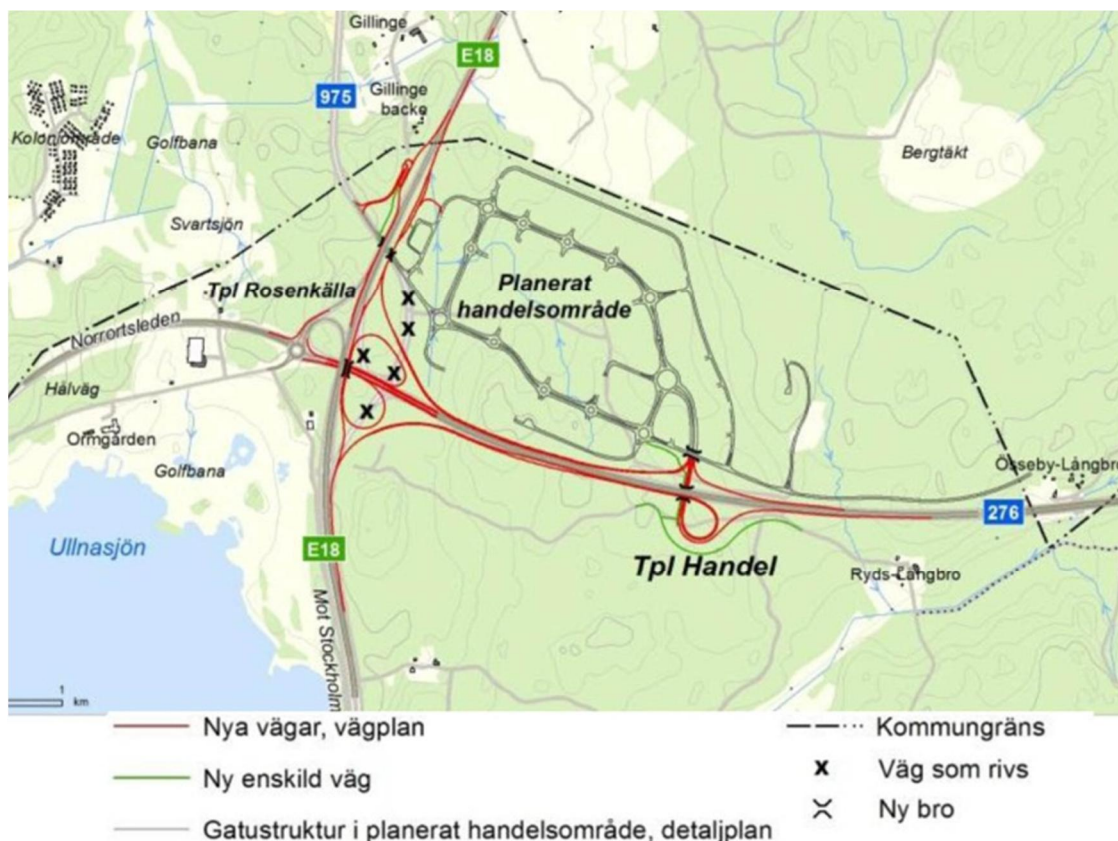 Gillinge
E18
975
Gillinge
backe
Koloniområde
Golfbana
Bergtäkt
Svartsjön
Tpl Rosenkälla
Planerat
handelsområde
Norrortsleden
Hälväg
Ormgården
Golfbana
Össeby-Långbro
276
Ullnasjön
E18
Tpl Handel
Ryds-Långbro
Mot Stockholm
1
km
Nya vägar, vägplan
Kommungräns
Ny enskild väg
x Väg som rivs
Gatustruktur i planerat handelsområde, detaljplan
Ny bro